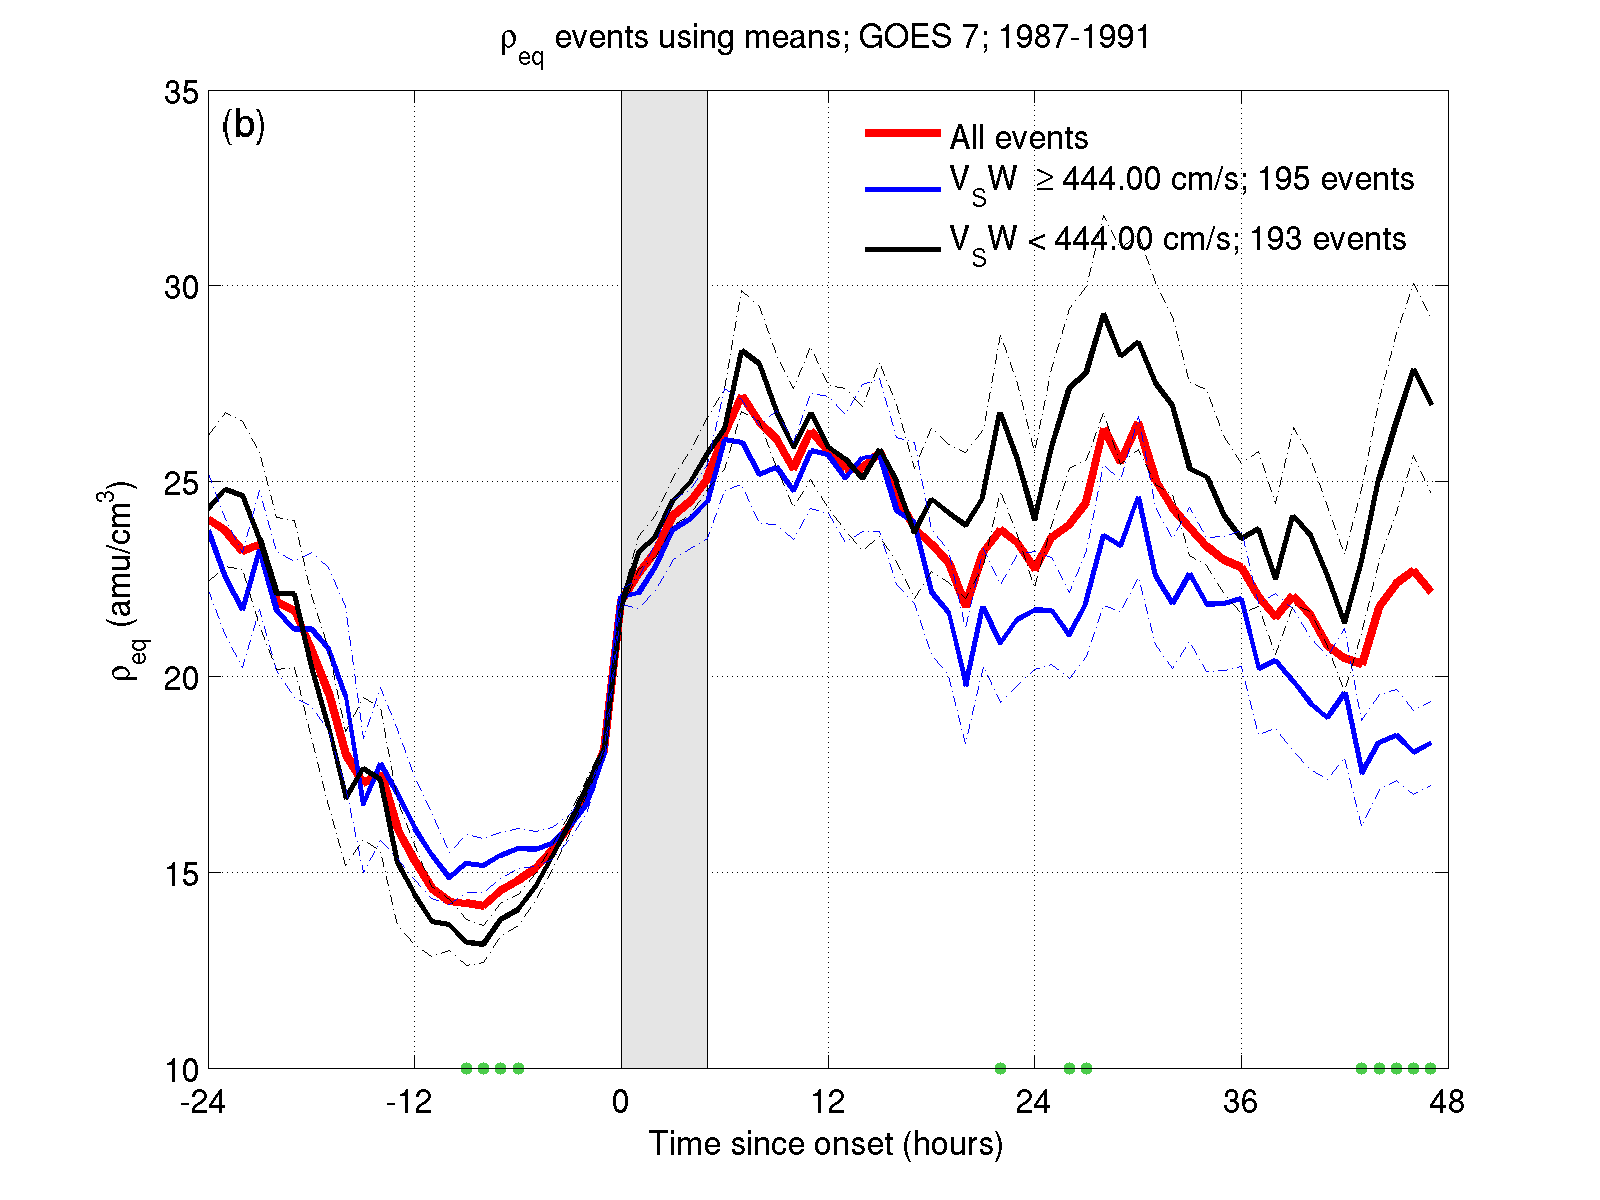 ρeq events using means; GOES 7; 1987-1991
(b)
All events
VSW ≥ 444.00 cm/s; 195 events
VSW < 444.00 cm/s; 193 events
35
30
25
20
15
10
ρeq (amu/cm³)
-24 -12 0 12 24 36 48
Time since onset (hours)